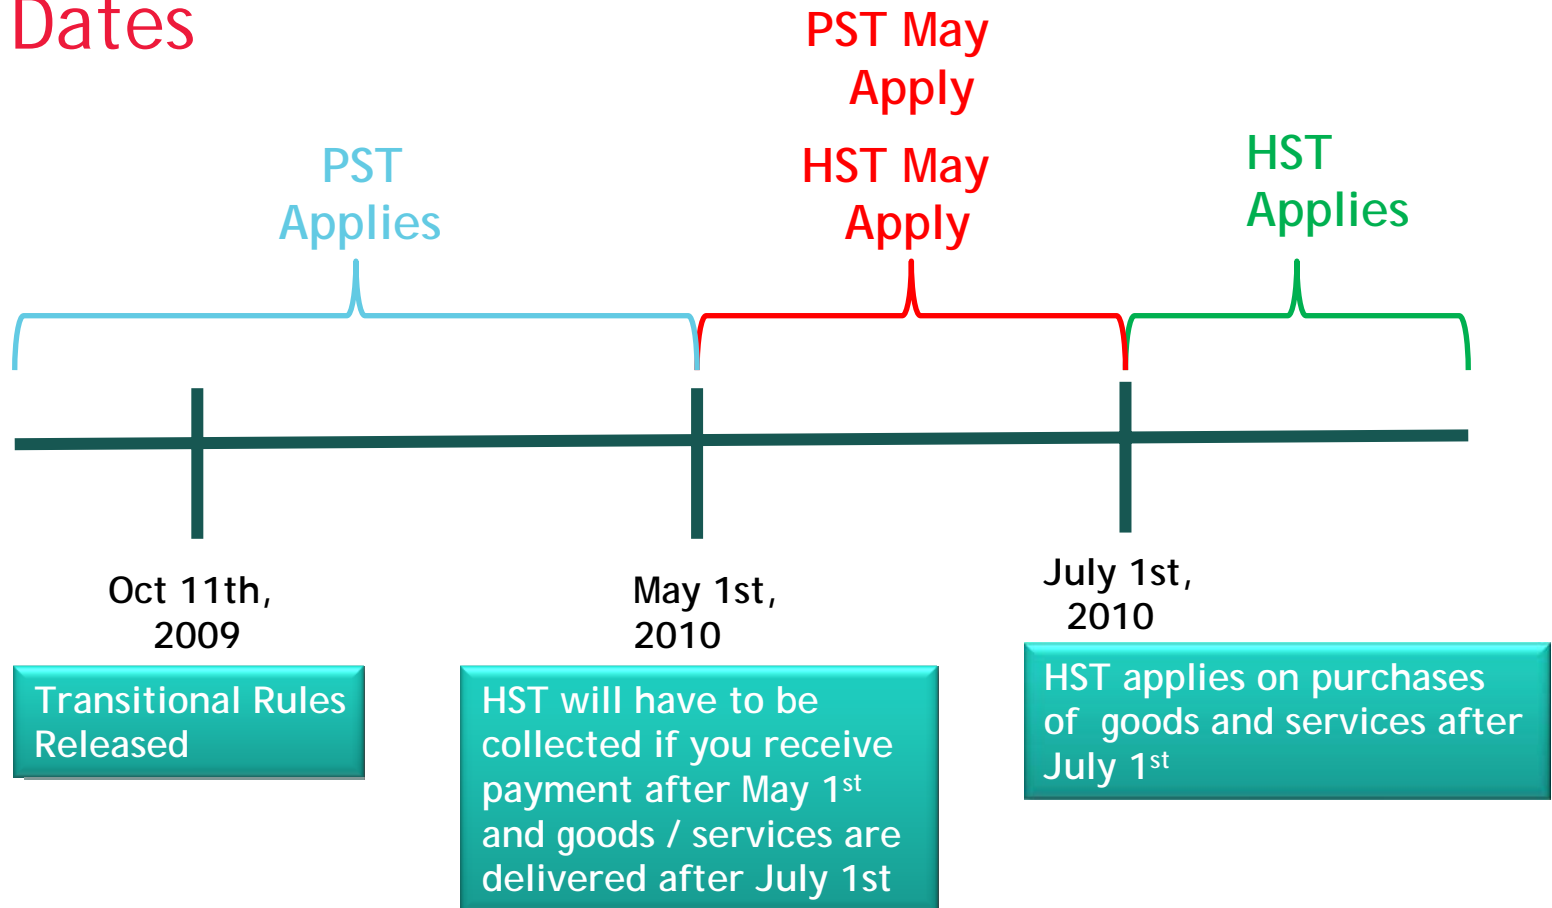 Dates
PST
Applies
PST May
Apply
HST May
Apply
HST
Applies
Oct 11th,
2009
Transitional Rules
Released
May 1st,
2010
HST will have to be
collected if you receive
payment after May 1st
and goods / services are
delivered after July 1st
July 1st,
2010
HST applies on purchases
of goods and services after
July 1st